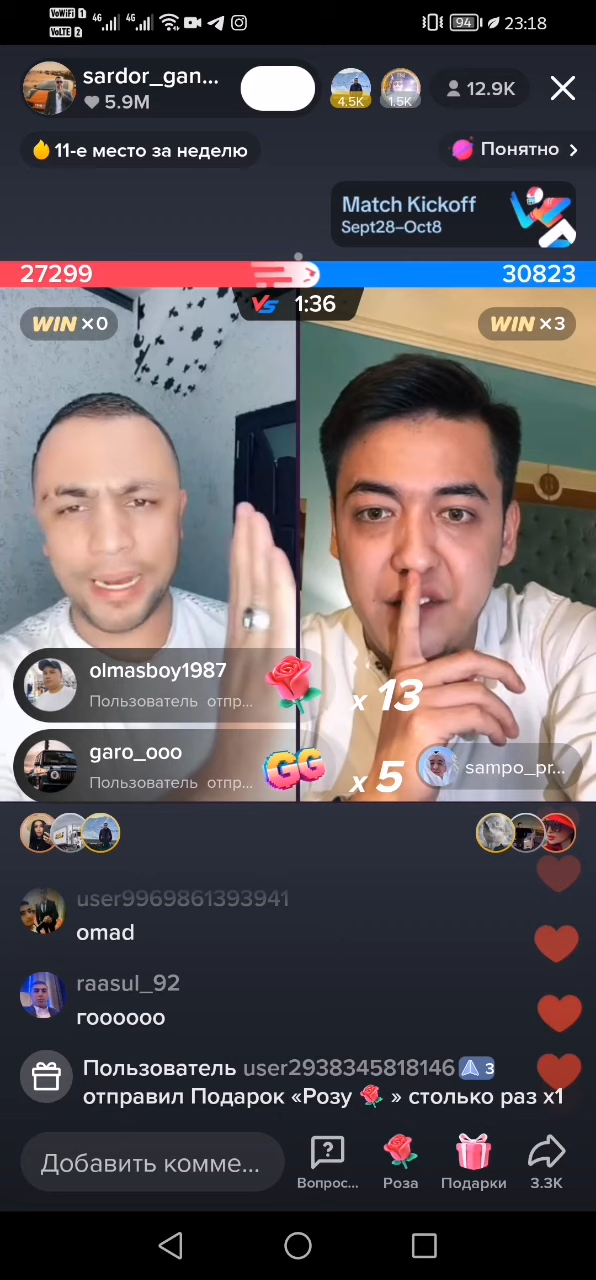 VoWiFi 1
VoLTE 2
4G
4G
94
23:18
sardor_gan...
5.9M
4.5K
1.5K
12.9K
11-е место за неделю
Понятно
Match Kickoff
Sept28–Oct8
27299
30823
VS 1:36
WIN x0
WIN x3
olmasboy1987
Пользователь отпр...
x 13
garo_ooo
Пользователь отпр...
GG
x 5
sampo_pr...
user9969861393941
omad
raasul_92
гоооооо
Пользователь user2938345818146 3
отправил Подарок «Розу » столько раз x1
Добавить комме...
Вопрос...
Роза
Подарки
3.3K